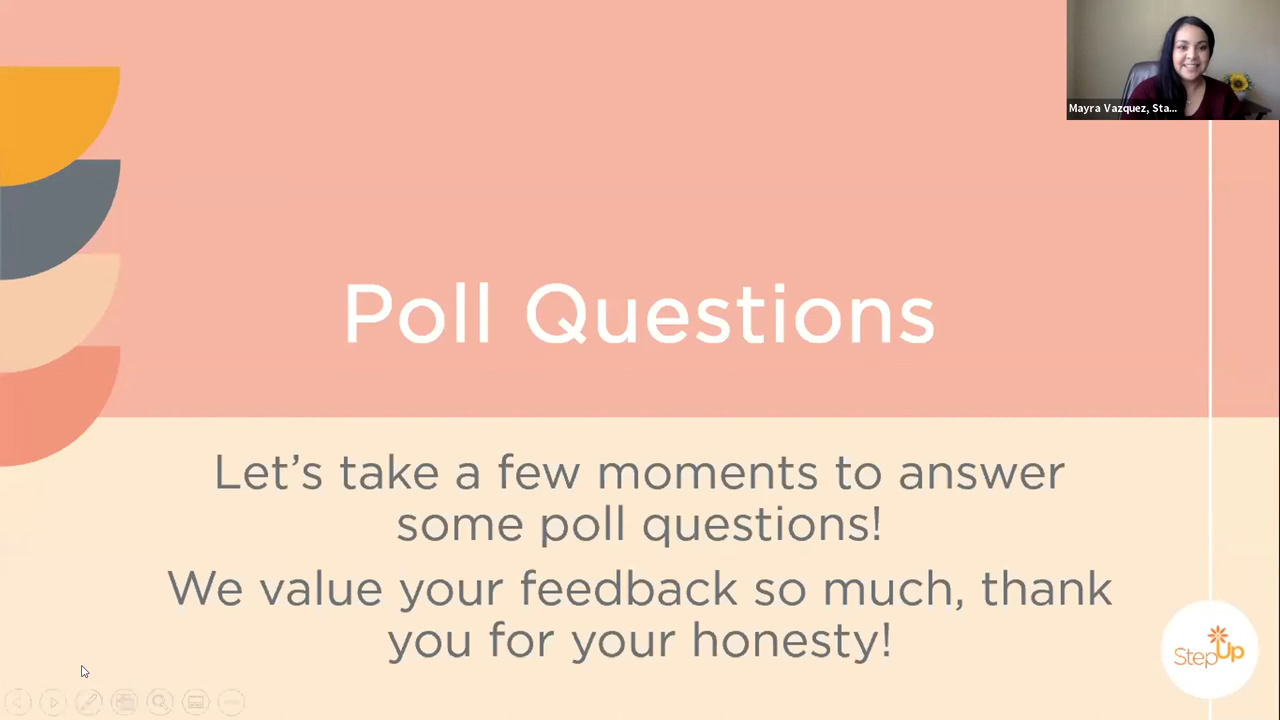 Mayra Vazquez, Sta...
Poll Questions
Let’s take a few moments to answer
some poll questions!
We value your feedback so much, thank
you for your honesty!
StepUp